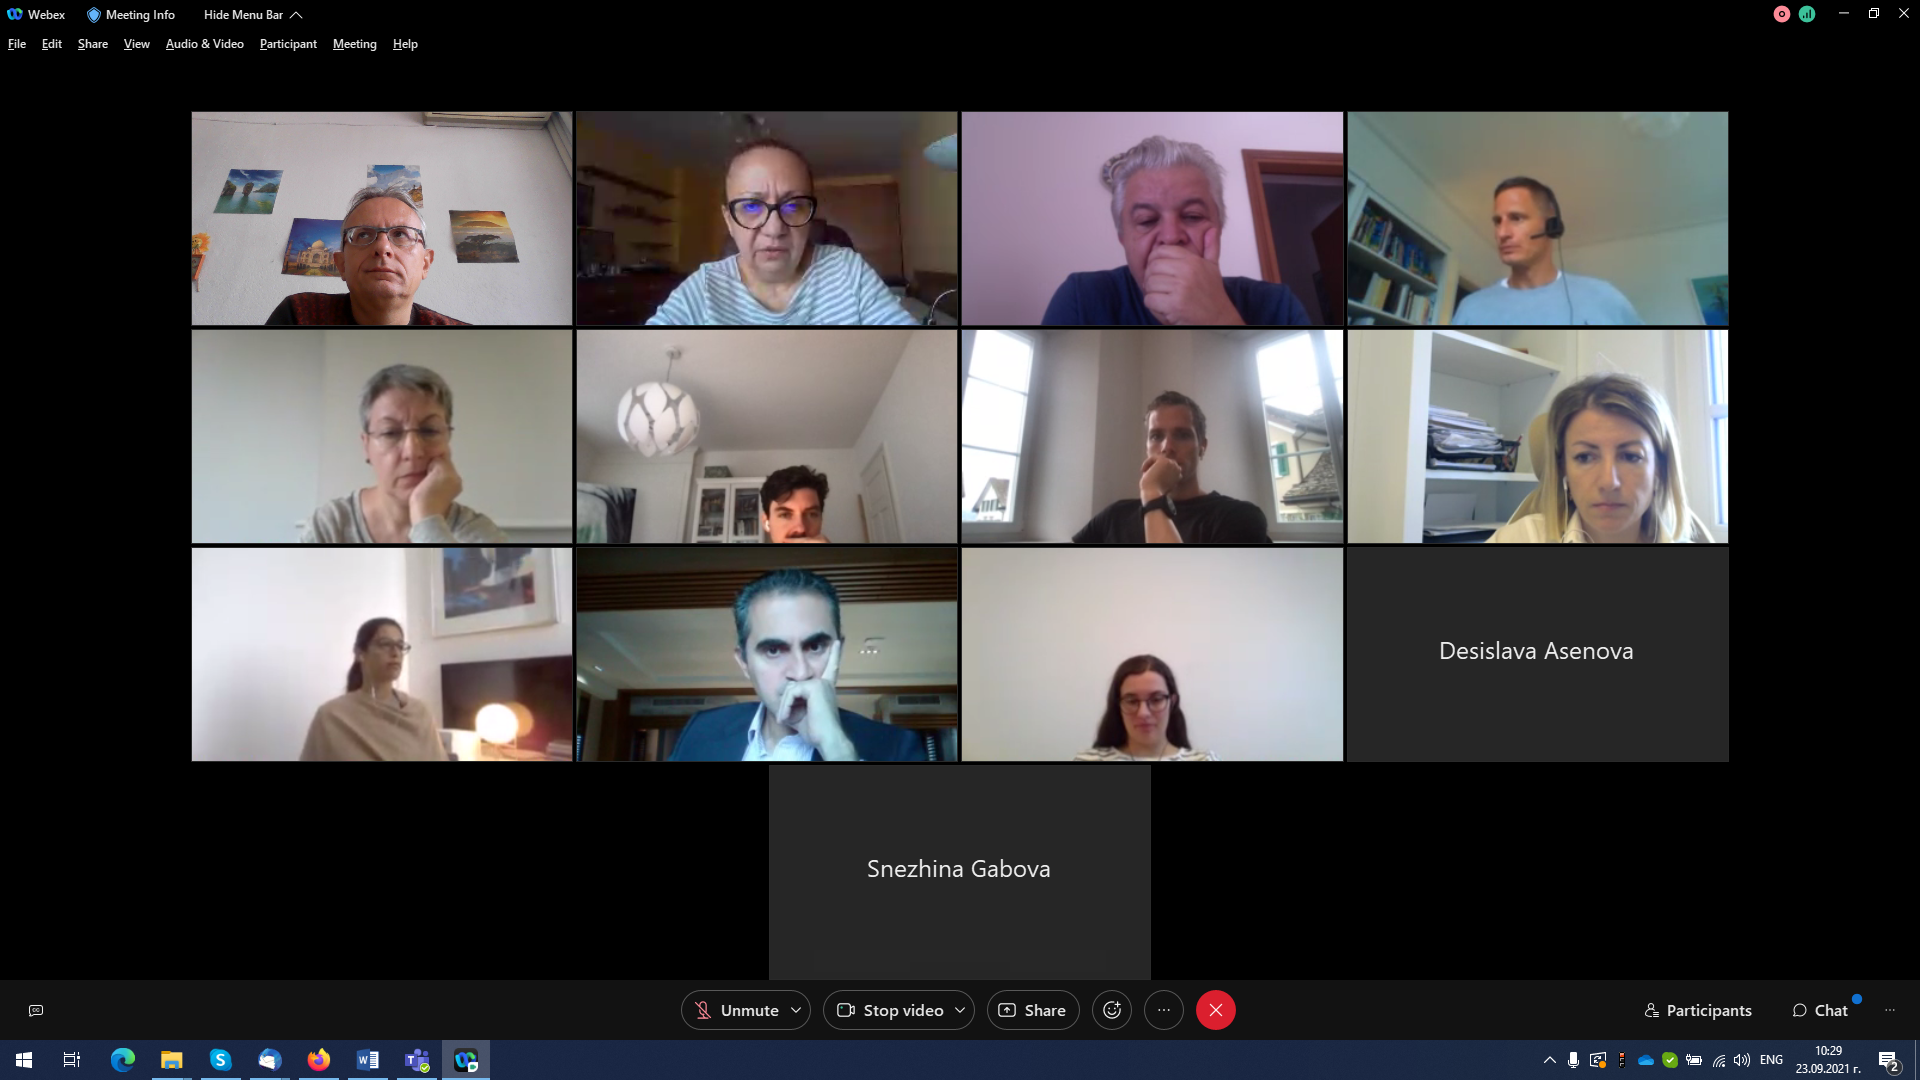 Webex
Meeting Info
Hide Menu Bar
File Edit Share View Audio & Video Participant Meeting Help
Desislava Asenova
Snezhina Gabova
Unmute
Stop video
Share
Participants
Chat
ENG
10:29
23.09.2021 г.
2